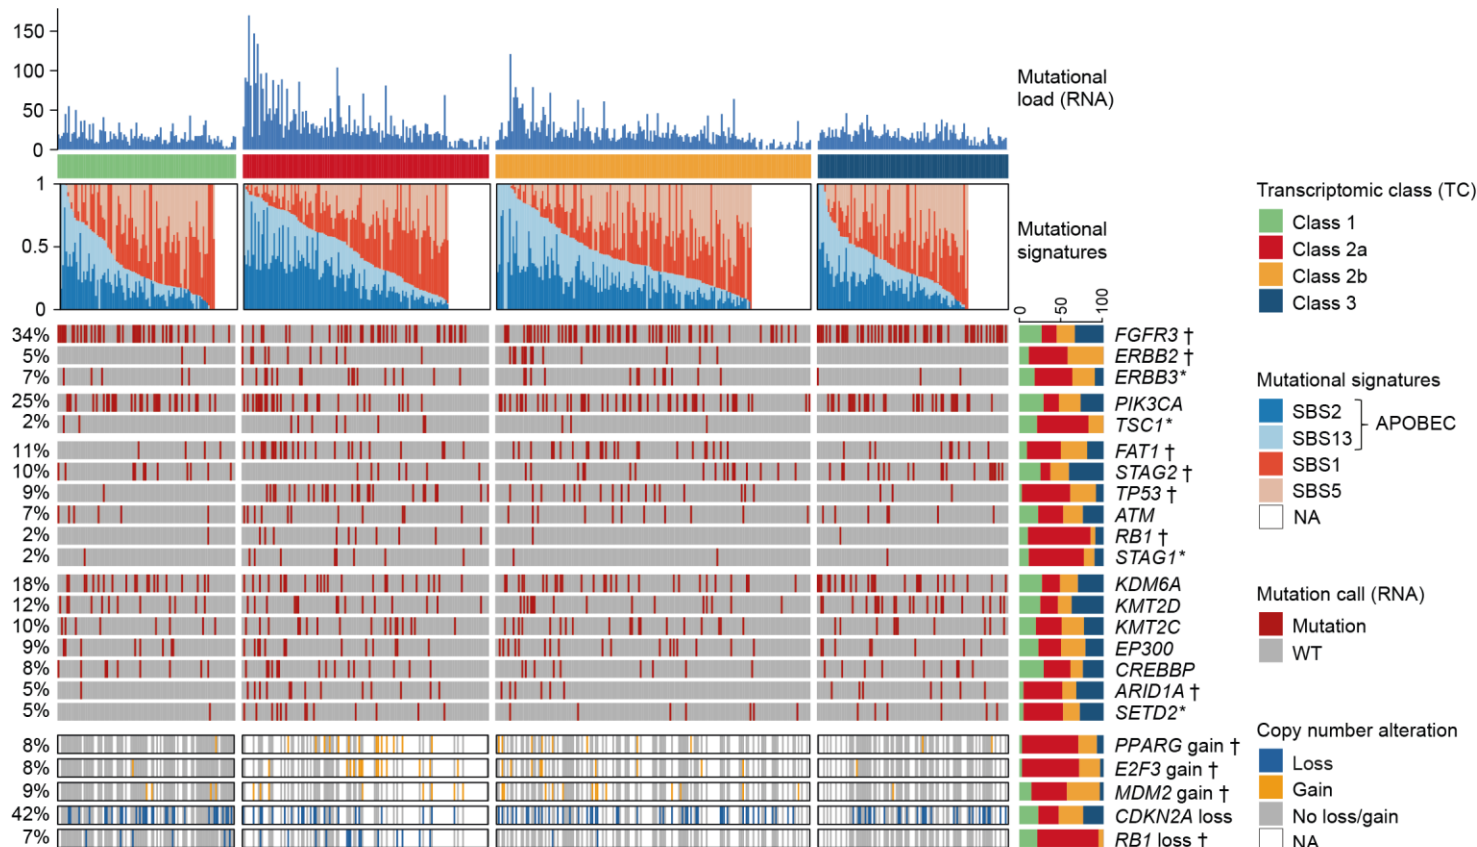 150
100
50
0
Mutational
load (RNA)
1
0.5
0
Mutational
signatures
0
50
100
34% FGFR3 †
5% ERBB2 †
7% ERBB3*
25% PIK3CA
2% TSC1*
11% FAT1 †
10% STAG2 †
9% TP53 †
7% ATM
2% RB1 †
2% STAG1*
18% KDM6A
12% KMT2D
10% KMT2C
9% EP300
8% CREBBP
5% ARID1A †
5% SETD2*
8% PPARG gain †
8% E2F3 gain †
9% MDM2 gain †
42% CDKN2A loss
7% RB1 loss †
Transcriptomic class (TC)
Class 1
Class 2a
Class 2b
Class 3
Mutational signatures
SBS2
SBS13
APOBEC
SBS1
SBS5
NA
Mutation call (RNA)
Mutation
WT
Copy number alteration
Loss
Gain
No loss/gain
NA